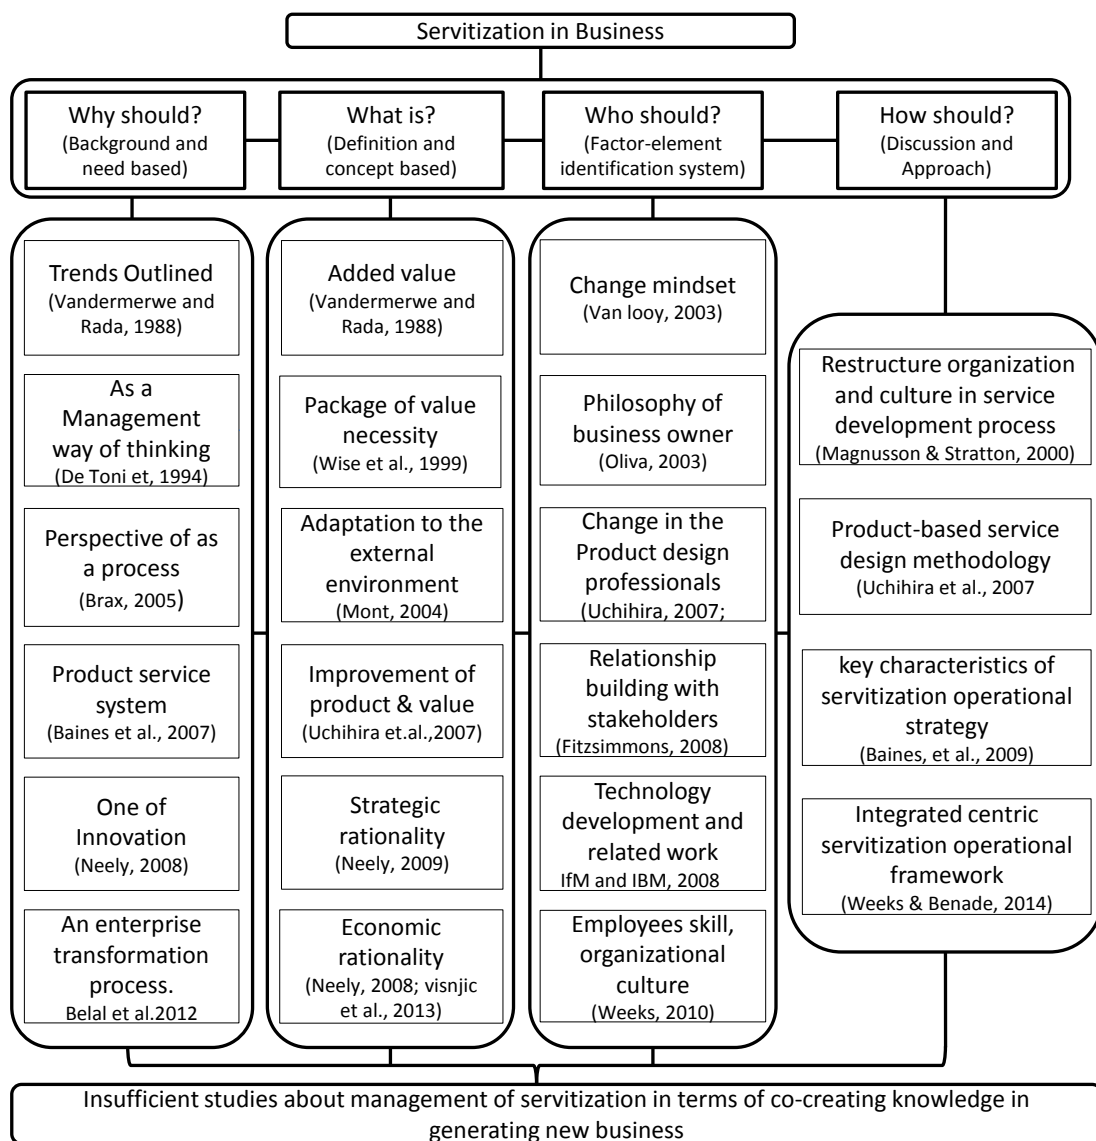 Servitization in Business
Why should?
(Background and
need based)
What is?
(Definition and
concept based)
Who should?
(Factor-element
identification system)
How should?
(Discussion and
Approach)
Trends Outlined
(Vandermerwe and
Rada, 1988)
As a
Management
way of thinking
(De Toni et, 1994)
Perspective of as
a process
(Brax, 2005)
Product service
system
(Baines et al., 2007)
One of
Innovation
(Neely, 2008)
An enterprise
transformation
process.
Belal et al.2012
Added value
(Vandermerwe and
Rada, 1988)
Package of value
necessity
(Wise et al., 1999)
Adaptation to the
external
environment
(Mont, 2004)
Improvement of
product & value
(Uchihira et.al.,2007)
Strategic
rationality
(Neely, 2009)
Economic
rationality
(Neely, 2008; visnjic
et al., 2013)
Change mindset
(Van looy, 2003)
Philosophy of
business owner
(Oliva, 2003)
Change in the
Product design
professionals
(Uchihira, 2007;
Relationship
building with
stakeholders
(Fitzsimmons, 2008)
Technology
development and
related work
IfM and IBM, 2008
Employees skill,
organizational
culture
(Weeks, 2010)
Restructure organization
and culture in service
development process
(Magnusson & Stratton, 2000)
Product-based service
design methodology
(Uchihira et al., 2007
key characteristics of
servitization operational
strategy
(Baines, et al., 2009)
Integrated centric
servitization operational
framework
(Weeks & Benade, 2014)
Insufficient studies about management of servitization in terms of co-creating knowledge in
generating new business